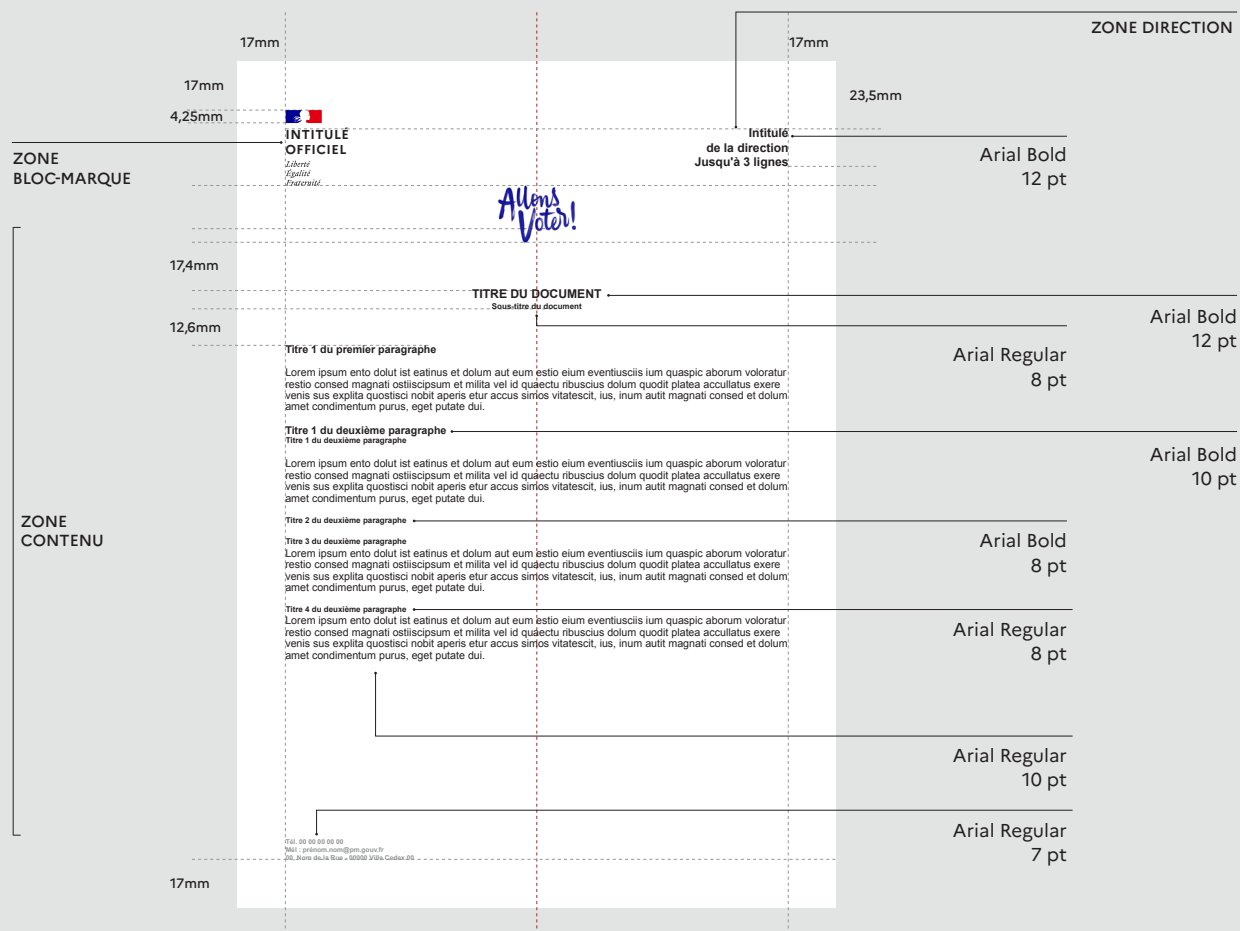 ZONE DIRECTION
17mm
17mm
17mm
23,5mm
4,25mm
INTITULÉ
OFFICIEL
Liberté
Égalité
Fraternité
Intitulé
de la direction
Jusqu'à 3 lignes
Arial Bold
12 pt
ZONE
BLOC-MARQUE
Allons
Voter!
17,4mm
TITRE DU DOCUMENT
Sous-titre du document
Arial Bold
12 pt
12,6mm
Arial Regular
8 pt
Titre 1 du premier paragraphe
Lorem ipsum ento dolut ist eatinus et dolum aut eum estio eium eventiusciis ium quaspic aborum voloratur
restio consed magnati ostiiscipsum et milita vel id quaectu ribuscius dolum quodit platea accullatus exere
venis sus explita quostisci nobit aperis etur accus simos vitatescit, ius, inum autit magnati consed et dolum
amet condimentum purus, eget putate dui.
Titre 1 du deuxième paragraphe
Titre 1 du deuxième paragraphe
Arial Bold
10 pt
Lorem ipsum ento dolut ist eatinus et dolum aut eum estio eium eventiusciis ium quaspic aborum voloratur
restio consed magnati ostiiscipsum et milita vel id quaectu ribuscius dolum quodit platea accullatus exere
venis sus explita quostisci nobit aperis etur accus simos vitatescit, ius, inum autit magnati consed et dolum
amet condimentum purus, eget putate dui.
ZONE
CONTENU
Titre 2 du deuxième paragraphe
Arial Bold
8 pt
Titre 3 du deuxième paragraphe
Lorem ipsum ento dolut ist eatinus et dolum aut eum estio eium eventiusciis ium quaspic aborum voloratur
restio consed magnati ostiiscipsum et milita vel id quaectu ribuscius dolum quodit platea accullatus exere
venis sus explita quostisci nobit aperis etur accus simos vitatescit, ius, inum autit magnati consed et dolum
amet condimentum purus, eget putate dui.
Titre 4 du deuxième paragraphe
Arial Regular
8 pt
Lorem ipsum ento dolut ist eatinus et dolum aut eum estio eium eventiusciis ium quaspic aborum voloratur
restio consed magnati ostiiscipsum et milita vel id quaectu ribuscius dolum quodit platea accullatus exere
venis sus explita quostisci nobit aperis etur accus simos vitatescit, ius, inum autit magnati consed et dolum
amet condimentum purus, eget putate dui.
Arial Regular
10 pt
Arial Regular
7 pt
Tél. 00 00 00 00 00
Mél : prénom.nom@pm.gouv.fr
00, Nom de la Rue - 00000 Ville Cedex 00
17mm